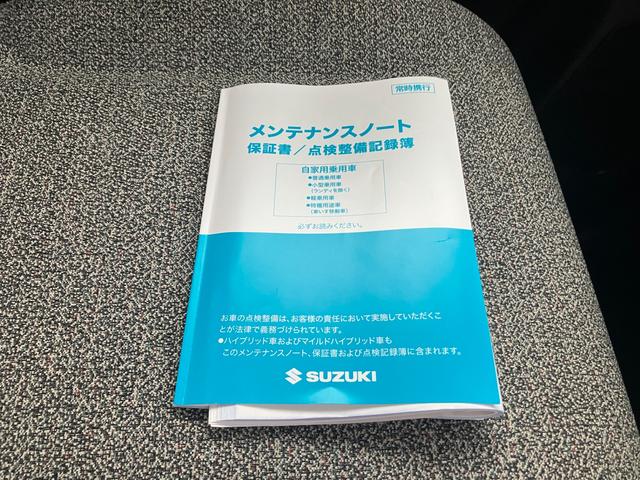 常時携行
メンテナンスノート
保証書/点検整備記録簿
自家用乗用車
●普通乗用車
●小型乗用車
(ランディを除く)
●軽乗用車
●特種用途車
(車いす移動車)
必ずお読みください。
お車の点検整備は、お客様の責任において実施していただくこ
とが法律で義務づけられています。
●ハイブリッド車およびマイルドハイブリッド車も
このメンテナンスノート、保証書および点検記録簿に含まれます。
SUZUKI